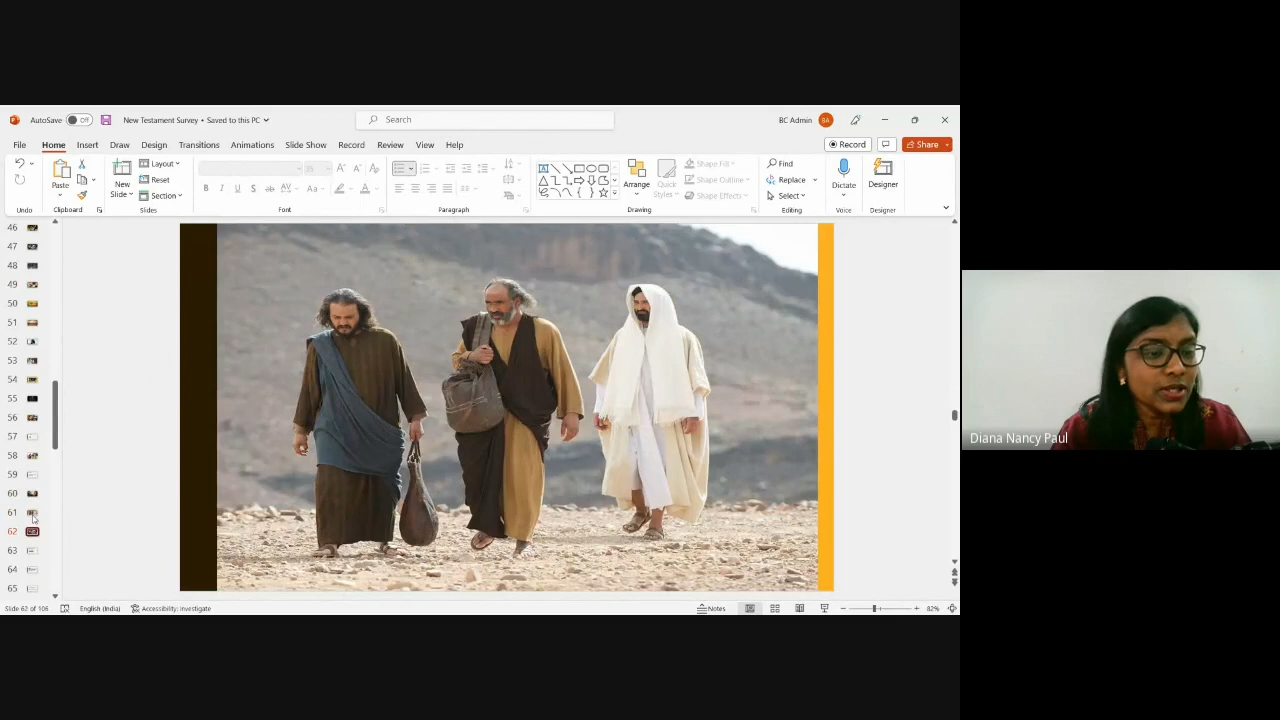 AutoSave Off New Testament Survey • Saved to this PC Search BC Admin BA
File Home Insert Draw Design Transitions Animations Slide Show Record Review View Help Record Share
Undo
Paste
Clipboard
New
Slide
Layout
Reset
Section
Slides
B I U S ab AV Aa A
Font
Paragraph
Arrange
Quick
Styles
Shape Fill
Shape Outline
Shape Effects
Drawing
Find
Replace
Select
Editing
Dictate
Voice
Designer
Designer
46
47
48
49
50
51
52
53
54
55
56
57
58
59
60
61
62
63
64
65
Diana Nancy Paul
Slide 62 of 106 English (India) Accessibility: Investigate Notes 82%